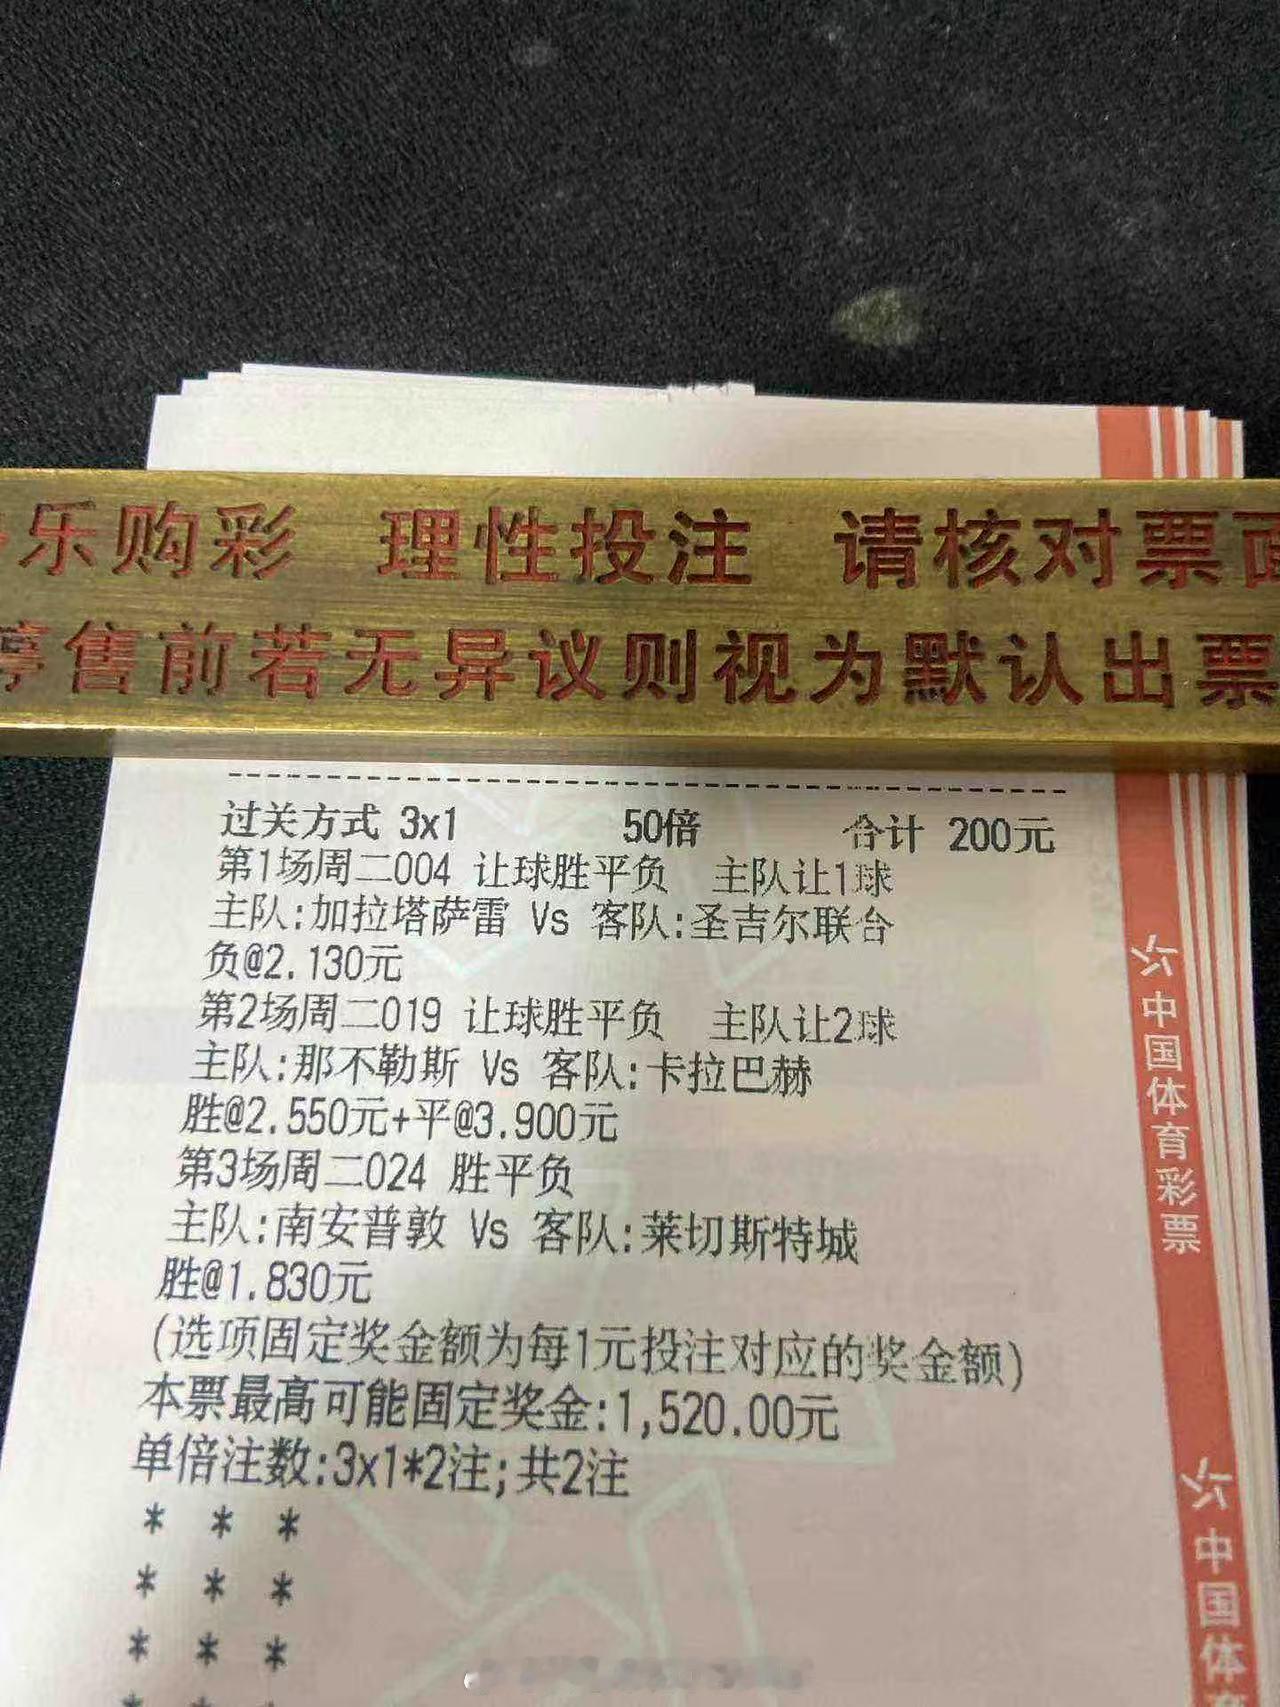 乐购彩 理性投注 请核对票面
停售前若无异议则视为默认出票
过关方式 3x1 50倍 合计 200元
第1场周二004 让球胜平负 主队让1球
主队:加拉塔萨雷 Vs 客队:圣吉尔联合
负@2.130元
第2场周二019 让球胜平负 主队让2球
主队:那不勒斯 Vs 客队:卡拉巴赫
胜@2.550元+平@3.900元
第3场周二024 胜平负
主队:南安普敦 Vs 客队:莱切斯特城
胜@1.830元
(选项固定奖金额为每1元投注对应的奖金额)
本票最高可能固定奖金:1,520.00元
单倍注数:3x1*2注;共2注
* * *
* * *
* * *
中国体育彩票
中国体